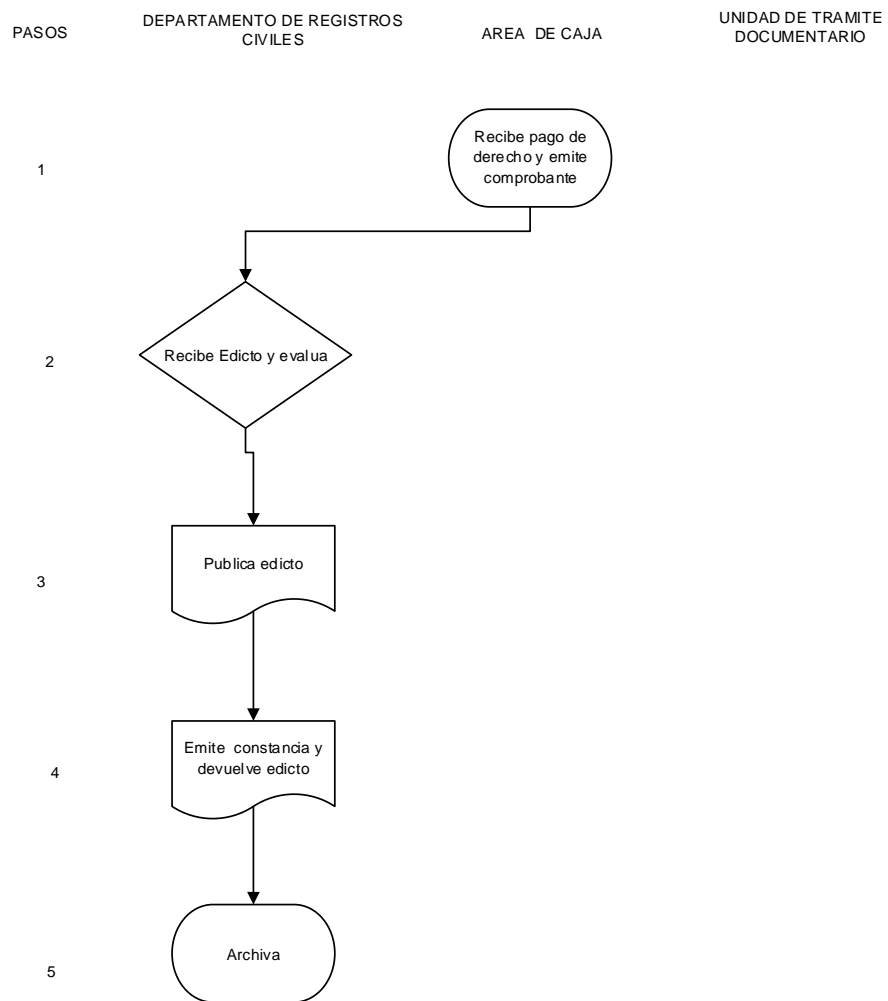 PASOS
DEPARTAMENTO DE REGISTROS
CIVILES
AREA DE CAJA
UNIDAD DE TRAMITE
DOCUMENTARIO
1
Recibe pago de
derecho y emite
comprobante
2
Recibe Edicto y evalua
3
Publica edicto
4
Emite constancia y
devuelve edicto
5
Archiva